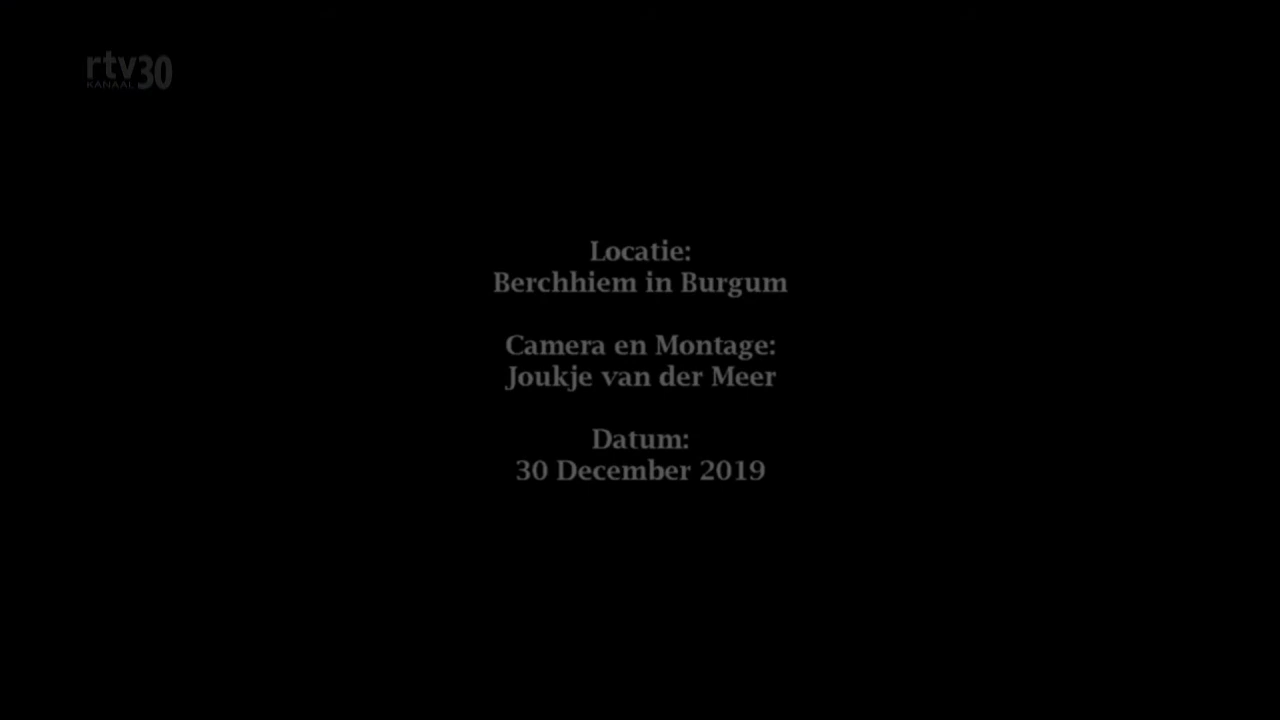 rtv30
KANAAL
Locatie:
Berchhiem in Burgum
Camera en Montage:
Joukje van der Meer
Datum:
30 December 2019